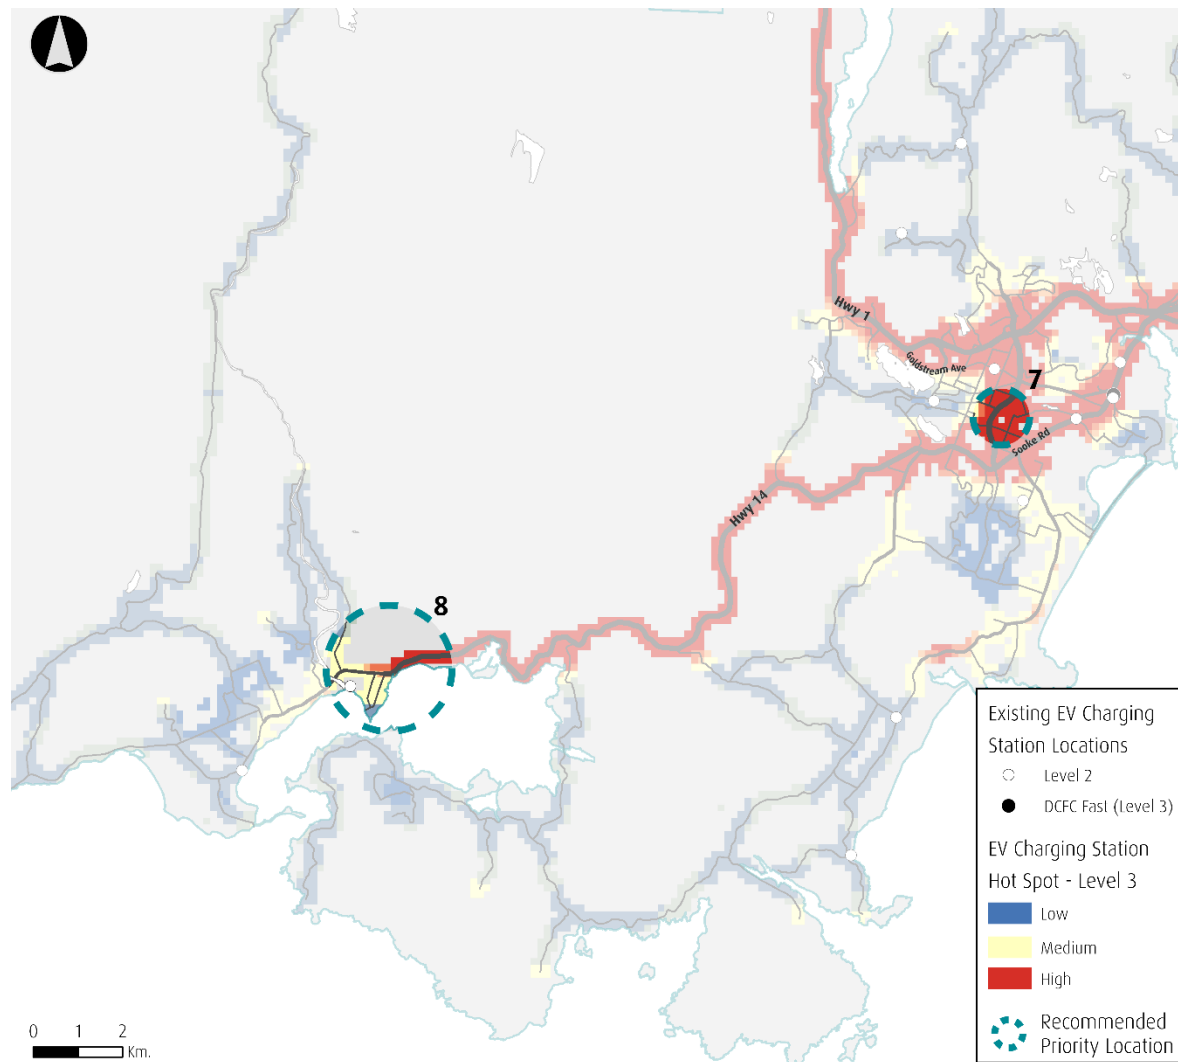 Hwy 1
Goldstream Ave
7
Sooke Rd
Hwy 14
8
Existing EV Charging
Station Locations
Level 2
DCFC Fast (Level 3)
EV Charging Station
Hot Spot - Level 3
Low
Medium
High
Recommended
Priority Location
0 1 2
Km.